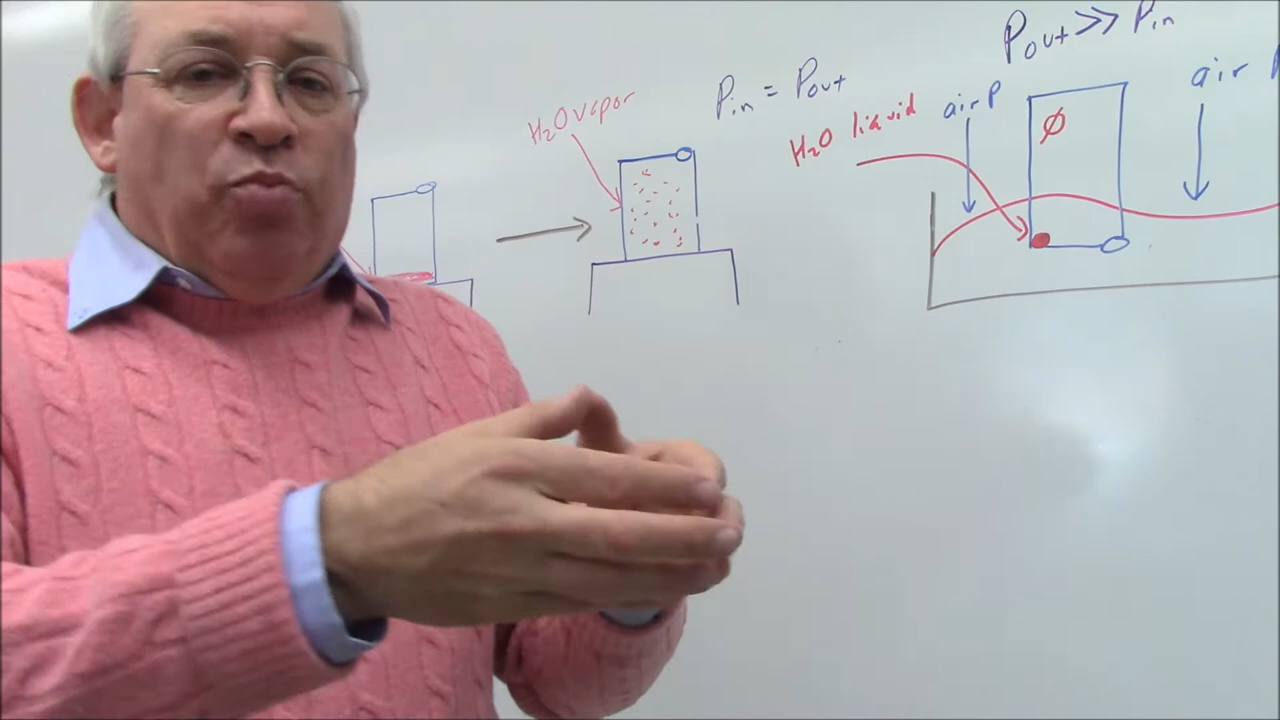 H₂O vapor
Pin = Pout
H₂O liquid
air P
Pout >> Pin
Ø
air P